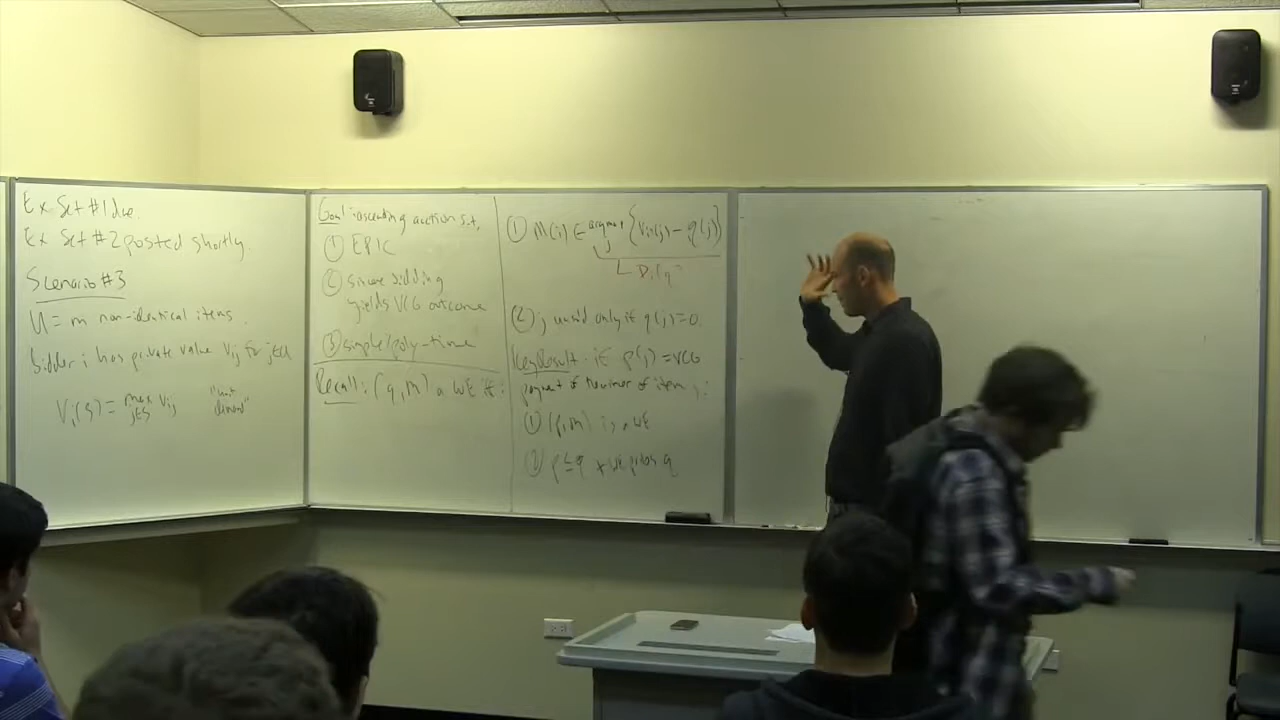 Ex Set #1 due.
Ex Set #2 posted shortly.
Scenario #3
U = m non-identical items.
bidder i has private value Vij for j∈U
Vi(S) = max j∈S Vij "unit demand"
Goal: ascending auction s.t.
① EPIC
② sincere bidding
yields VCG outcome
③ simple/poly-time
Recall: (q, M) a WE if:
① M(i) ∈ argmax j {Vi(j) - q(j)}
Di(q)
② j unsold only if q(j)=0.
Key Result: if p(j) = VCG
payment of the winner of item j:
① (p,M) is a WE
② p ≤ q ∀ WE prices q